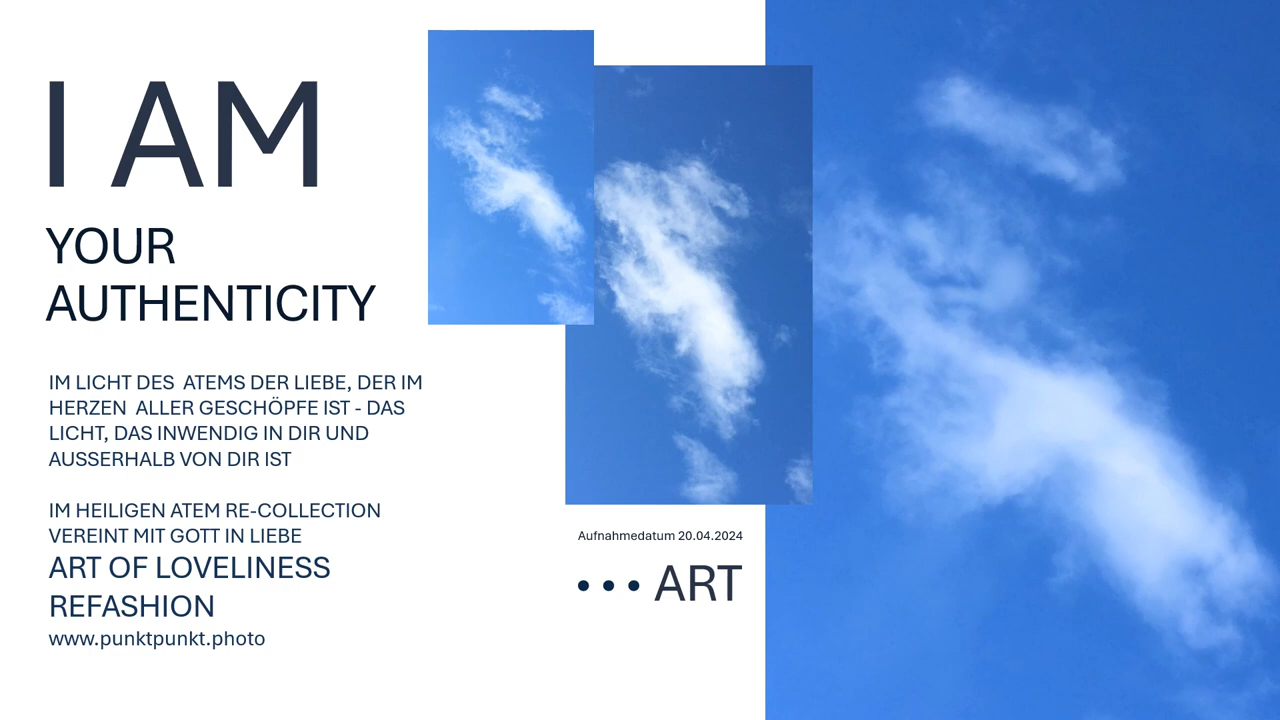 I AM
YOUR
AUTHENTICITY
IM LICHT DES  ATEMS DER LIEBE, DER IM
HERZEN  ALLER GESCHÖPFE IST - DAS
LICHT, DAS INWENDIG IN DIR UND
AUSSERHALB VON DIR IST
IM HEILIGEN ATEM RE-COLLECTION
VEREINT MIT GOTT IN LIEBE
ART OF LOVELINESS
REFASHION
www.punktpunkt.photo
Aufnahmedatum 20.04.2024
• • • ART